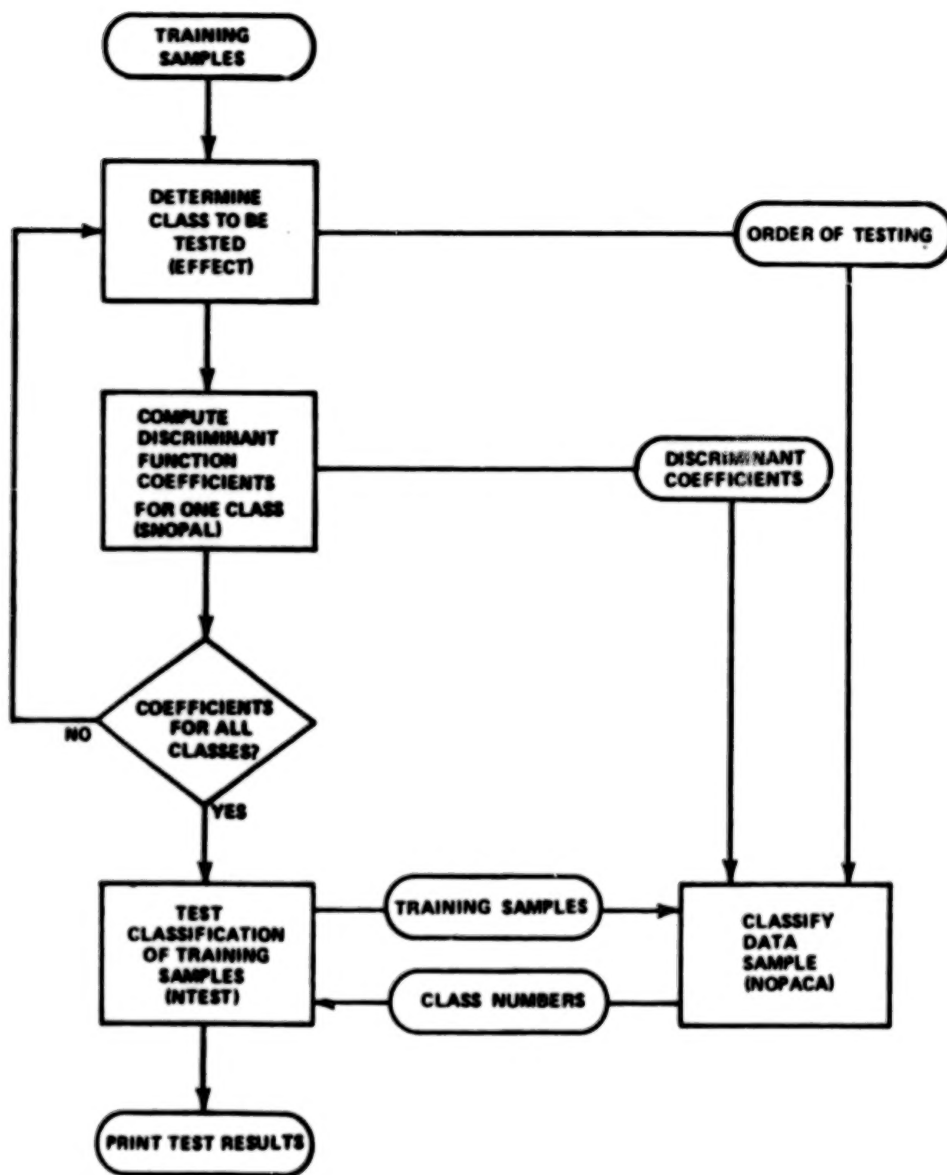 TRAINING
SAMPLES
DETERMINE
CLASS TO BE
TESTED
(EFFECT)
ORDER OF TESTING
COMPUTE
DISCRIMINANT
FUNCTION
COEFFICIENTS
FOR ONE CLASS
(SNOPAL)
DISCRIMINANT
COEFFICIENTS
COEFFICIENTS
FOR ALL
CLASSES?
NO
YES
TEST
CLASSIFICATION
OF TRAINING
SAMPLES
(NTEST)
TRAINING SAMPLES
CLASS NUMBERS
CLASSIFY
DATA
SAMPLE
(NOPACA)
PRINT TEST RESULTS